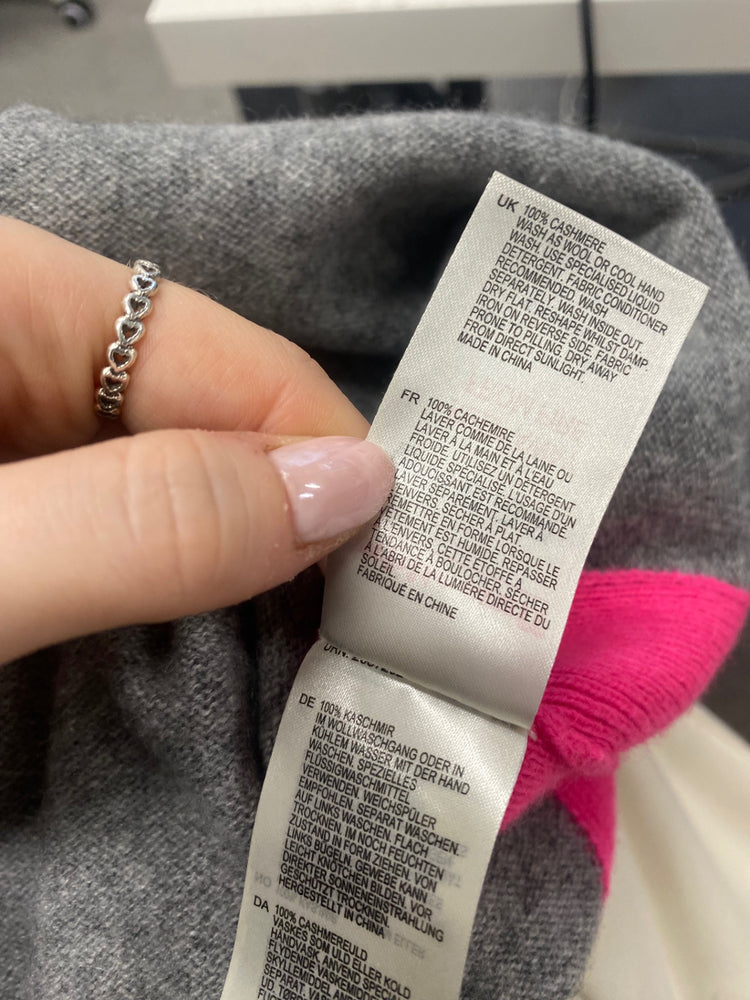 UK 100% CASHMERE
WASH AS WOOL OR COOL HAND
WASH. USE SPECIALISED LIQUID
DETERGENT. FABRIC CONDITIONER
RECOMMENDED. WASH
SEPARATELY. WASH INSIDE OUT.
DRY FLAT. RESHAPE WHILST DAMP.
IRON ON REVERSE SIDE. FABRIC
PRONE TO PILLING. DRY AWAY
FROM DIRECT SUNLIGHT.
MADE IN CHINA
FR 100% CACHEMIRE
LAVER COMME DE LA LAINE OU
LAVER À LA MAIN ET À L'EAU
FROIDE. UTILISEZ UN DÉTERGENT
LIQUIDE SPÉCIALISÉ. L'USAGE D'UN
ADOUCISSANT EST RECOMMANDÉ.
LAVER SÉPARÉMENT. LAVER À
L'ENVERS. SÉCHER À PLAT.
REMETTRE EN FORME LORSQUE LE
VÊTEMENT EST HUMIDE. REPASSER
À L'ENVERS. CETTE ÉTOFFE A
TENDANCE À BOULOCHER. SÉCHER
À L'ABRI DE LA LUMIÈRE DIRECTE DU
SOLEIL.
FABRIQUÉ EN CHINE
DE 100% KASCHMIR
IM WOLLWASCHGANG ODER IN
KÜHLEM WASSER MIT DER HAND
WASCHEN. SPEZIELLES
FLÜSSIGWASCHMITTEL
VERWENDEN. WEICHSPÜLER
EMPFOHLEN. SEPARAT WASCHEN.
AUF LINKS WASCHEN. FLACH
TROCKNEN. IM NOCH FEUCHTEN
ZUSTAND IN FORM ZIEHEN. VON
LINKS BÜGELN. GEWEBE KANN
LEICHT KNÖTCHEN BILDEN. VOR
DIREKTER SONNENEINSTRAHLUNG
GESCHÜTZT TROCKNEN.
HERGESTELLT IN CHINA
DA 100% CASHMEREULD
VASKES SOM ULD ELLER KOLD
HÅNDVASK. ANVEND SPECIAL
FLYDENDE VASKEMIDDEL
SKYLLEMIDDEL
SEPARAT.